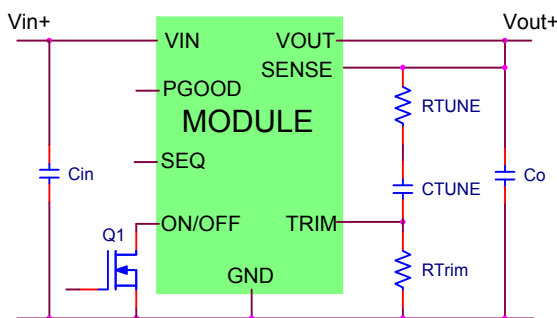 Vin+ Vout+
VIN VOUT
SENSE
PGOOD
RTUNE
MODULE
SEQ
Cin CTUNE Co
Q1 ON/OFF TRIM
GND RTrim